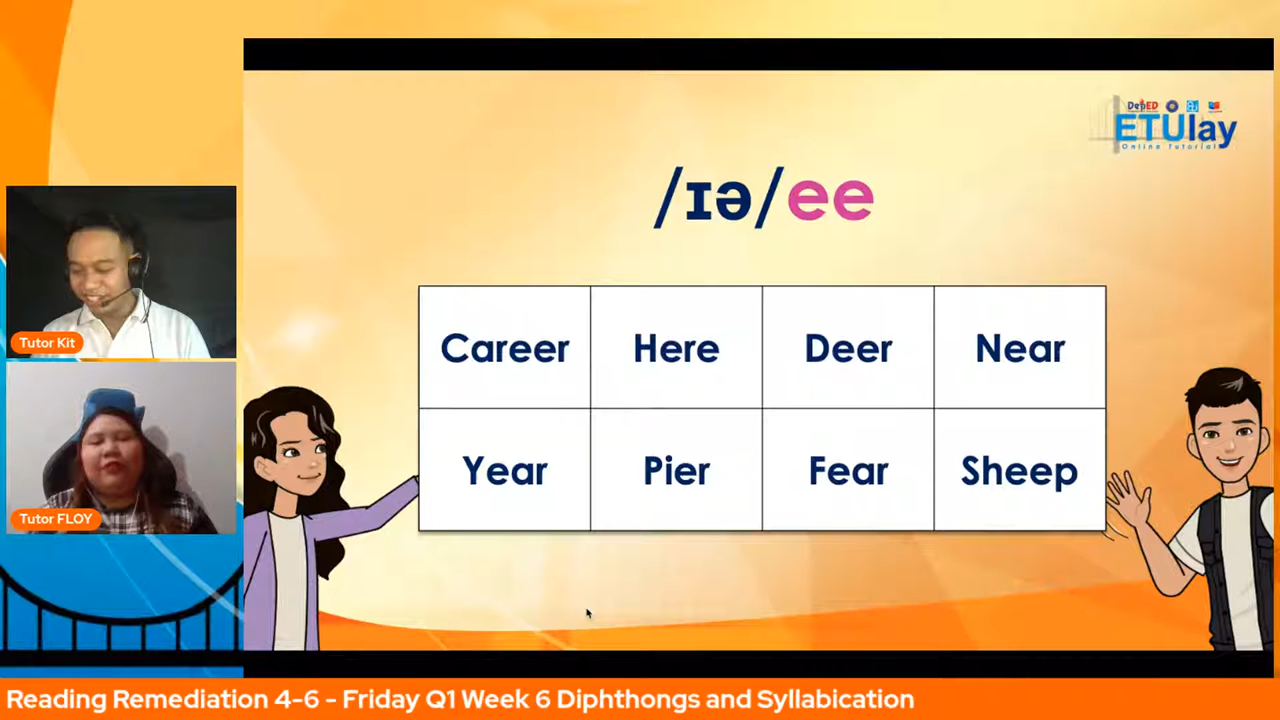 DepED
ETUlay
Online Tutorial
/ɪə/ee
Career Here Deer Near
Year Pier Fear Sheep
Tutor Kit
Tutor FLOY
Reading Remediation 4-6 - Friday Q1 Week 6 Diphthongs and Syllabication